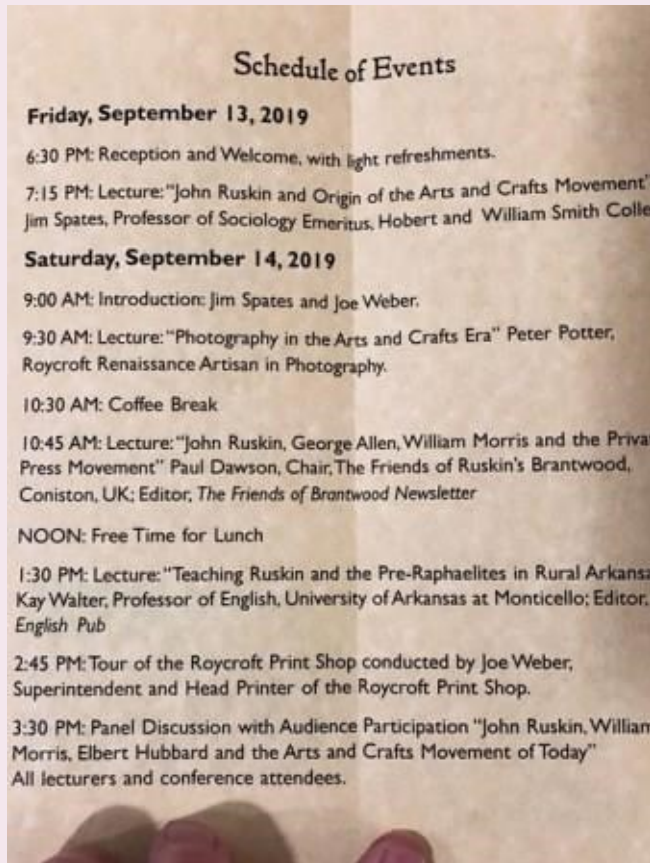 Schedule of Events
Friday, September 13, 2019
6:30 PM: Reception and Welcome, with light refreshments.
7:15 PM: Lecture: "John Ruskin and Origin of the Arts and Crafts Movement"
Jim Spates, Professor of Sociology Emeritus, Hobert and William Smith Colle
Saturday, September 14, 2019
9:00 AM: Introduction: Jim Spates and Joe Weber.
9:30 AM: Lecture: "Photography in the Arts and Crafts Era" Peter Potter,
Roycroft Renaissance Artisan in Photography.
10:30 AM: Coffee Break
10:45 AM: Lecture: "John Ruskin, George Allen, William Morris and the Priva
Press Movement" Paul Dawson, Chair, The Friends of Ruskin's Brantwood,
Coniston, UK; Editor, The Friends of Brantwood Newsletter
NOON: Free Time for Lunch
1:30 PM: Lecture: "Teaching Ruskin and the Pre-Raphaelites in Rural Arkansa
Kay Walter, Professor of English, University of Arkansas at Monticello; Editor,
English Pub
2:45 PM: Tour of the Roycroft Print Shop conducted by Joe Weber,
Superintendent and Head Printer of the Roycroft Print Shop.
3:30 PM: Panel Discussion with Audience Participation "John Ruskin, William
Morris, Elbert Hubbard and the Arts and Crafts Movement of Today"
All lecturers and conference attendees.